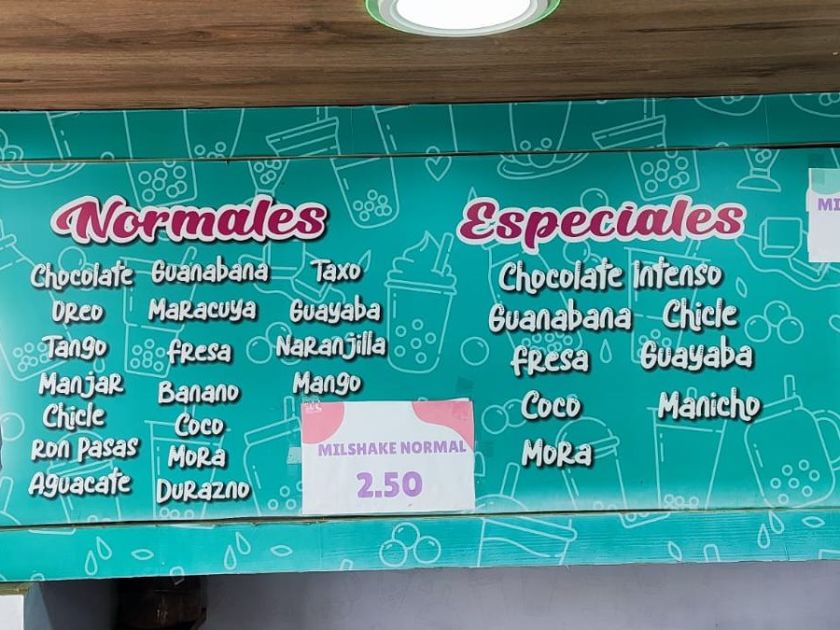 Normales
Chocolate Guanabana Taxo
Oreo Maracuya Guayaba
Tango Fresa Naranjilla
Manjar Banano Mango
Chicle Coco
Ron Pasas Mora
Aguacate Durazno
MILSHAKE NORMAL
2.50
Especiales
Chocolate Intenso
Guanabana Chicle
Fresa Guayaba
Coco Manicho
Mora